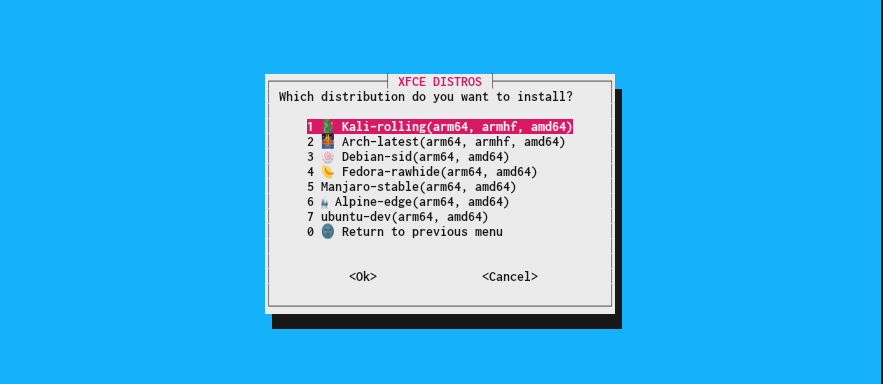 XFCE DISTROS
Which distribution do you want to install?
1 🐉 Kali-rolling(arm64, armhf, amd64)
2 Arch-latest(arm64, armhf, amd64)
3 🍥 Debian-sid(arm64, amd64)
4 Fedora-rawhide(arm64, amd64)
5 Manjaro-stable(arm64, amd64)
6 Alpine-edge(arm64, amd64)
7 ubuntu-dev(arm64, amd64)
0 🌚 Return to previous menu
<Ok> <Cancel>